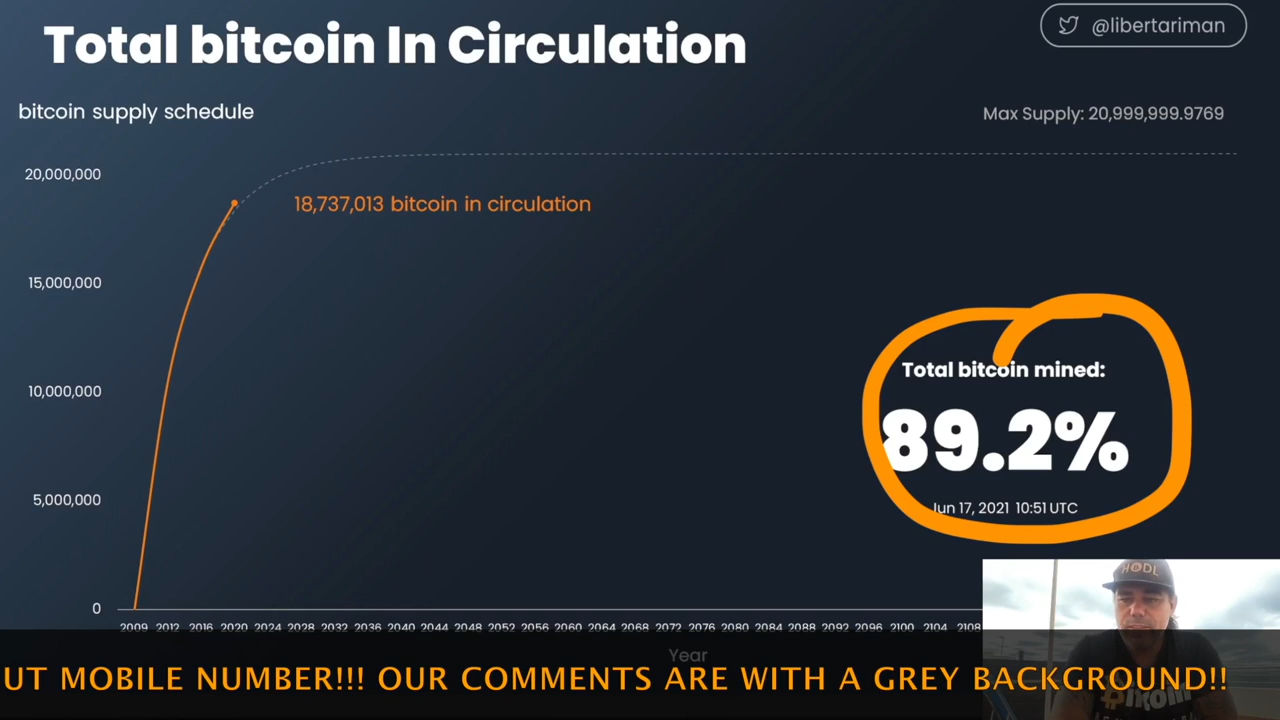 Total bitcoin In Circulation
@libertariman
bitcoin supply schedule
Max Supply: 20,999,999.9769
20,000,000
18,737,013 bitcoin in circulation
15,000,000
10,000,000
5,000,000
0
Total bitcoin mined:
89.2%
Jun 17, 2021 10:51 UTC
HODL
2009 2012 2016 2020 2024 2028 2032 2036 2040 2044 2048 2052 2056 2060 2064 2068 2072 2076 2080 2084 2088 2092 2096 2100 2104 2108
Year
UT MOBILE NUMBER!!! OUR COMMENTS ARE WITH A GREY BACKGROUND!!